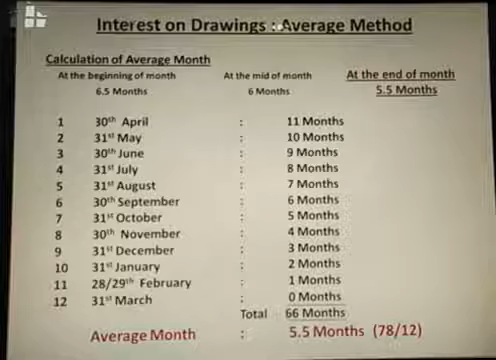 Interest on Drawings : Average Method
Calculation of Average Month
At the beginning of month At the mid of month At the end of month
6.5 Months 6 Months 5.5 Months
1 30th April : 11 Months
2 31st May : 10 Months
3 30th June : 9 Months
4 31st July : 8 Months
5 31st August : 7 Months
6 30th September : 6 Months
7 31st October : 5 Months
8 30th November : 4 Months
9 31st December : 3 Months
10 31st January : 2 Months
11 28/29th February : 1 Months
12 31st March : 0 Months
Total 66 Months
Average Month : 5.5 Months (78/12)